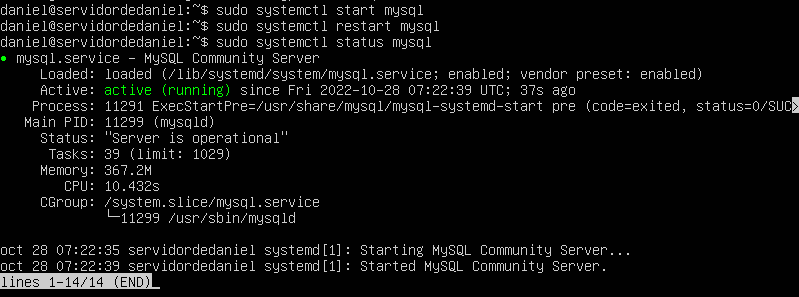 daniel@servidordedaniel:~$ sudo systemctl start mysql
daniel@servidordedaniel:~$ sudo systemctl restart mysql
daniel@servidordedaniel:~$ sudo systemctl status mysql
● mysql.service – MySQL Community Server
Loaded: loaded (/lib/systemd/system/mysql.service; enabled; vendor preset: enabled)
Active: active (running) since Fri 2022-10-28 07:22:39 UTC; 37s ago
Process: 11291 ExecStartPre=/usr/share/mysql/mysql-systemd-start pre (code=exited, status=0/SUC>
Main PID: 11299 (mysqld)
Status: "Server is operational"
Tasks: 39 (limit: 1029)
Memory: 367.2M
CPU: 10.432s
CGroup: /system.slice/mysql.service
└─11299 /usr/sbin/mysqld
oct 28 07:22:35 servidordedaniel systemd[1]: Starting MySQL Community Server...
oct 28 07:22:39 servidordedaniel systemd[1]: Started MySQL Community Server.
lines 1-14/14 (END)